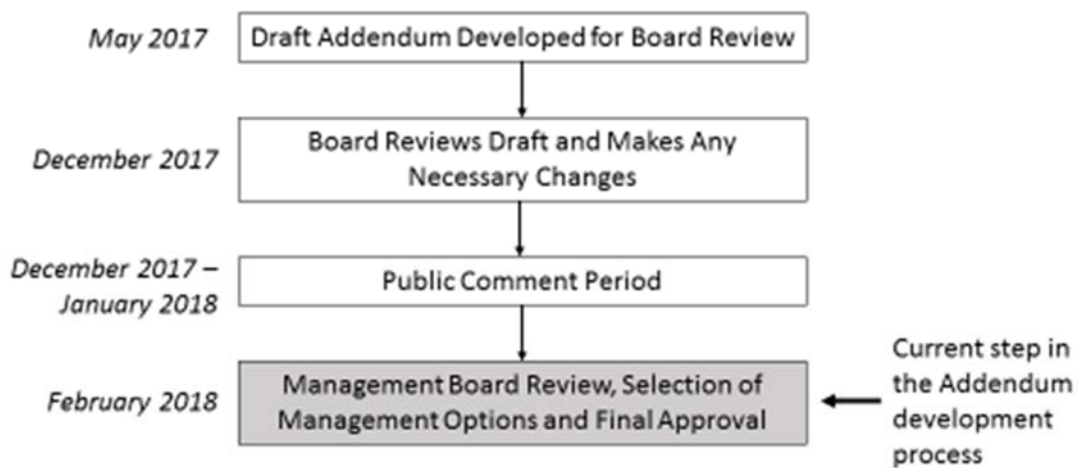 May 2017
Draft Addendum Developed for Board Review
December 2017
Board Reviews Draft and Makes Any
Necessary Changes
December 2017 –
January 2018
Public Comment Period
February 2018
Management Board Review, Selection of
Management Options and Final Approval
Current step in
the Addendum
development
process